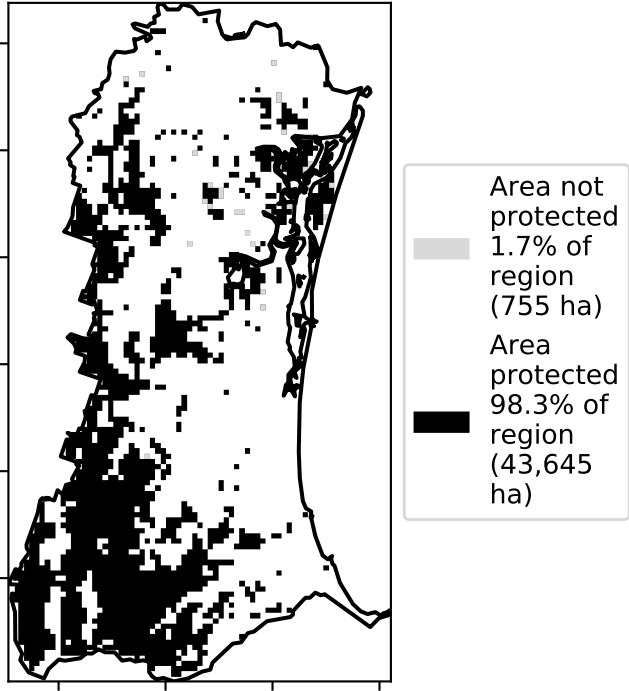 Area not
protected
1.7% of
region
(755 ha)
Area
protected
98.3% of
region
(43,645
ha)